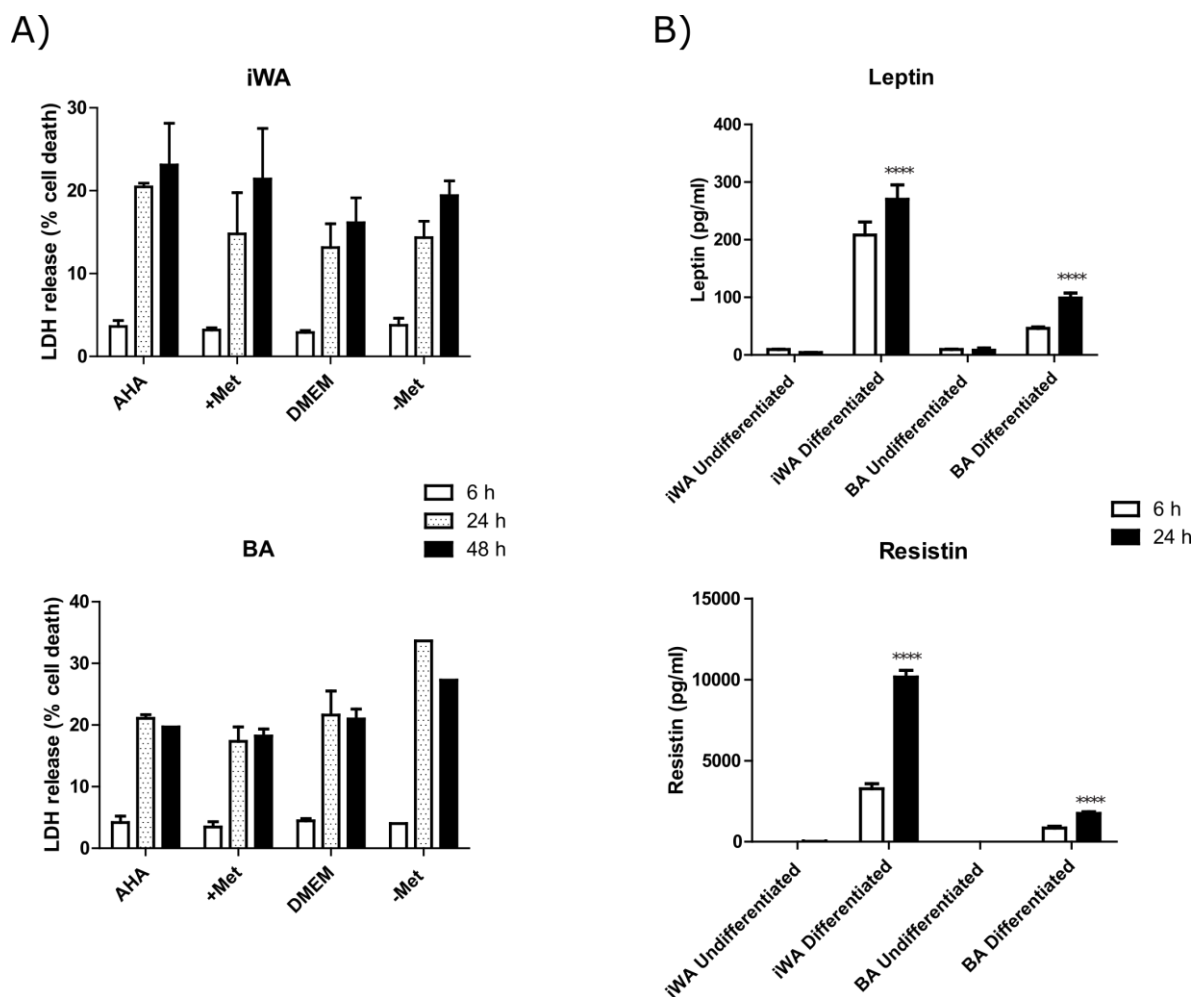 A)
iWA
30
20
10
0
LDH release (% cell death)
AHA
+Met
DMEM
-Met
6 h
24 h
48 h
BA
40
30
20
10
0
LDH release (% cell death)
AHA
+Met
DMEM
-Met
B)
Leptin
400
300
200
100
0
Leptin (pg/ml)
****
****
iWA Undifferentiated
iWA Differentiated
BA Undifferentiated
BA Differentiated
6 h
24 h
Resistin
15000
10000
5000
0
Resistin (pg/ml)
****
****
iWA Undifferentiated
iWA Differentiated
BA Undifferentiated
BA Differentiated